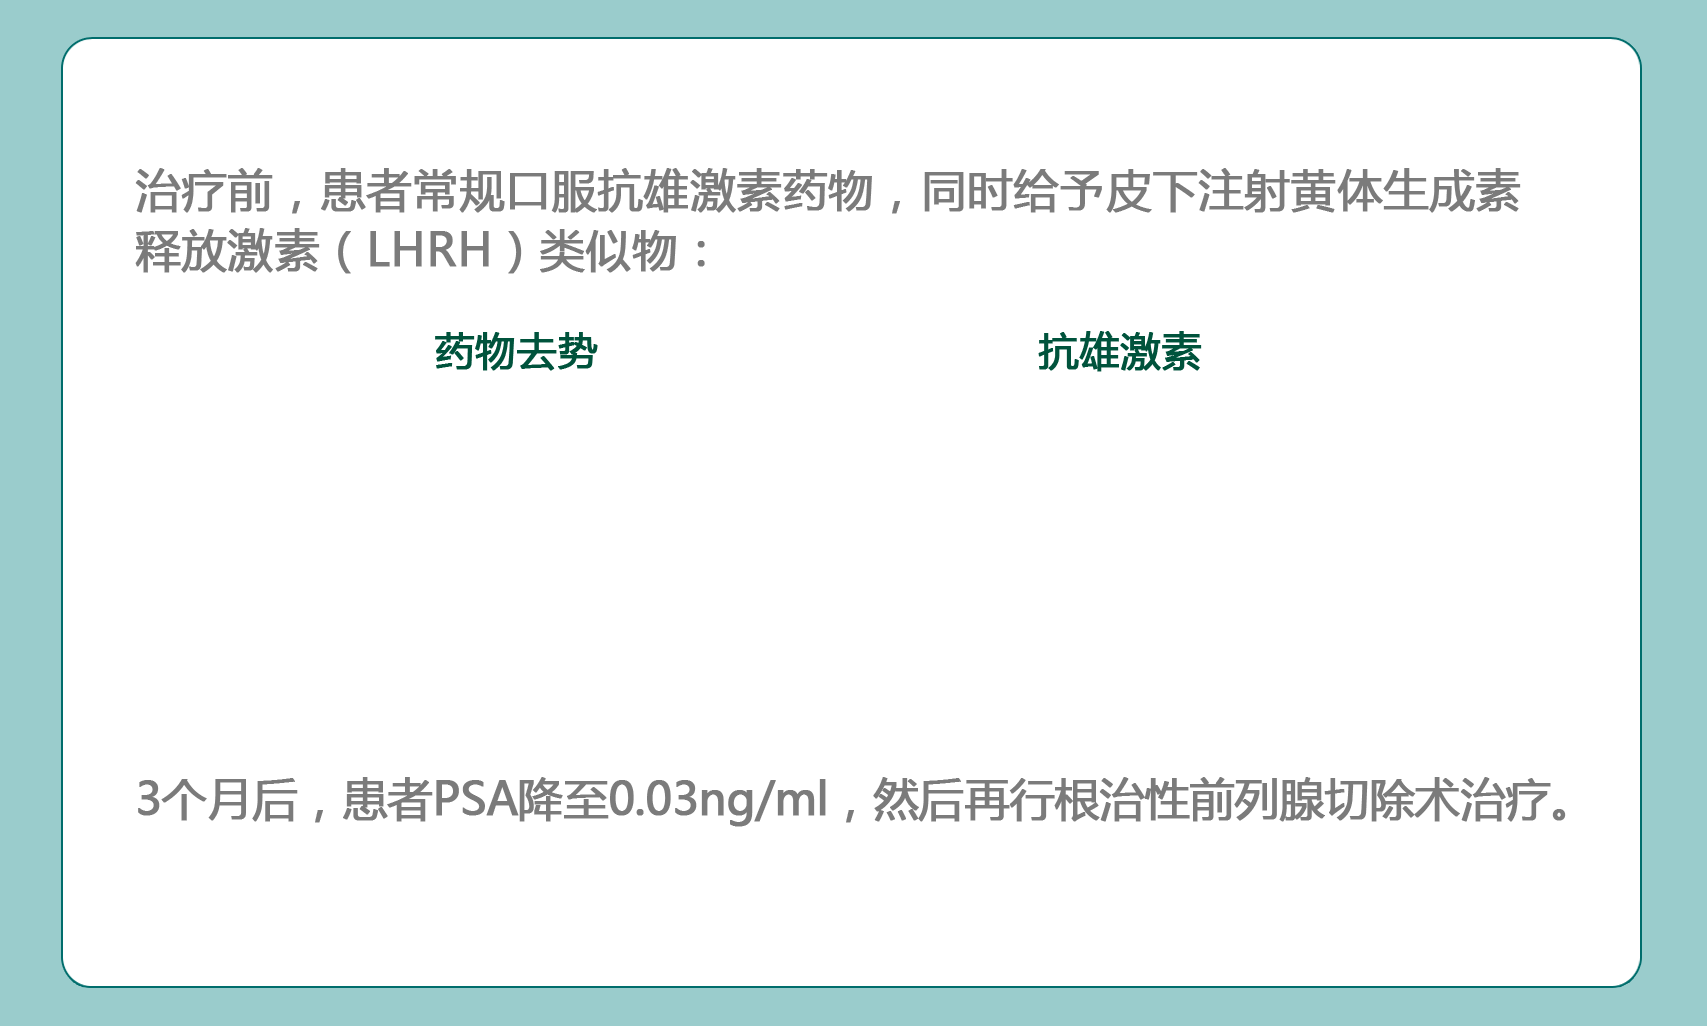 治疗前，患者常规口服抗雄激素药物，同时给予皮下注射黄体生成素
释放激素（LHRH）类似物：
药物去势
抗雄激素
3个月后，患者PSA降至0.03ng/ml，然后再行根治性前列腺切除术治疗。